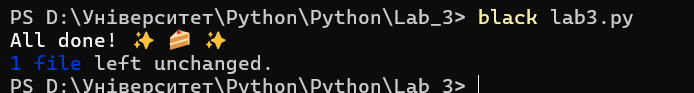 PS D:\Університет\Python\Python\Lab_3> black lab3.py
All done! ✨ 🍰 ✨
1 file left unchanged.
PS D:\Університет\Python\Python\Lab_3>